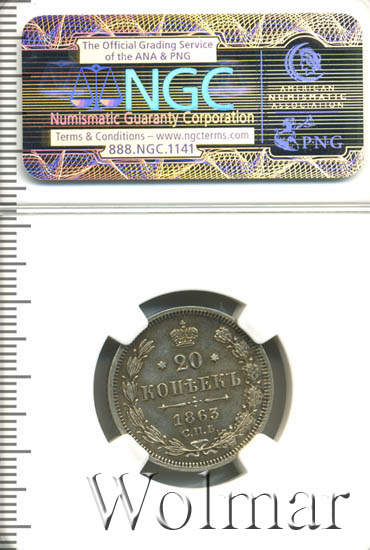 The Official Grading Service
of the ANA & PNG
NGC
Numismatic Guaranty Corporation
Terms & Conditions – www.ngcterms.com
888.NGC.1141
AMERICAN
NUMISMATIC
ASSOCIATION
PNG
20
КОПѢЕКЪ
1863
С.П.Б.
Wolmar